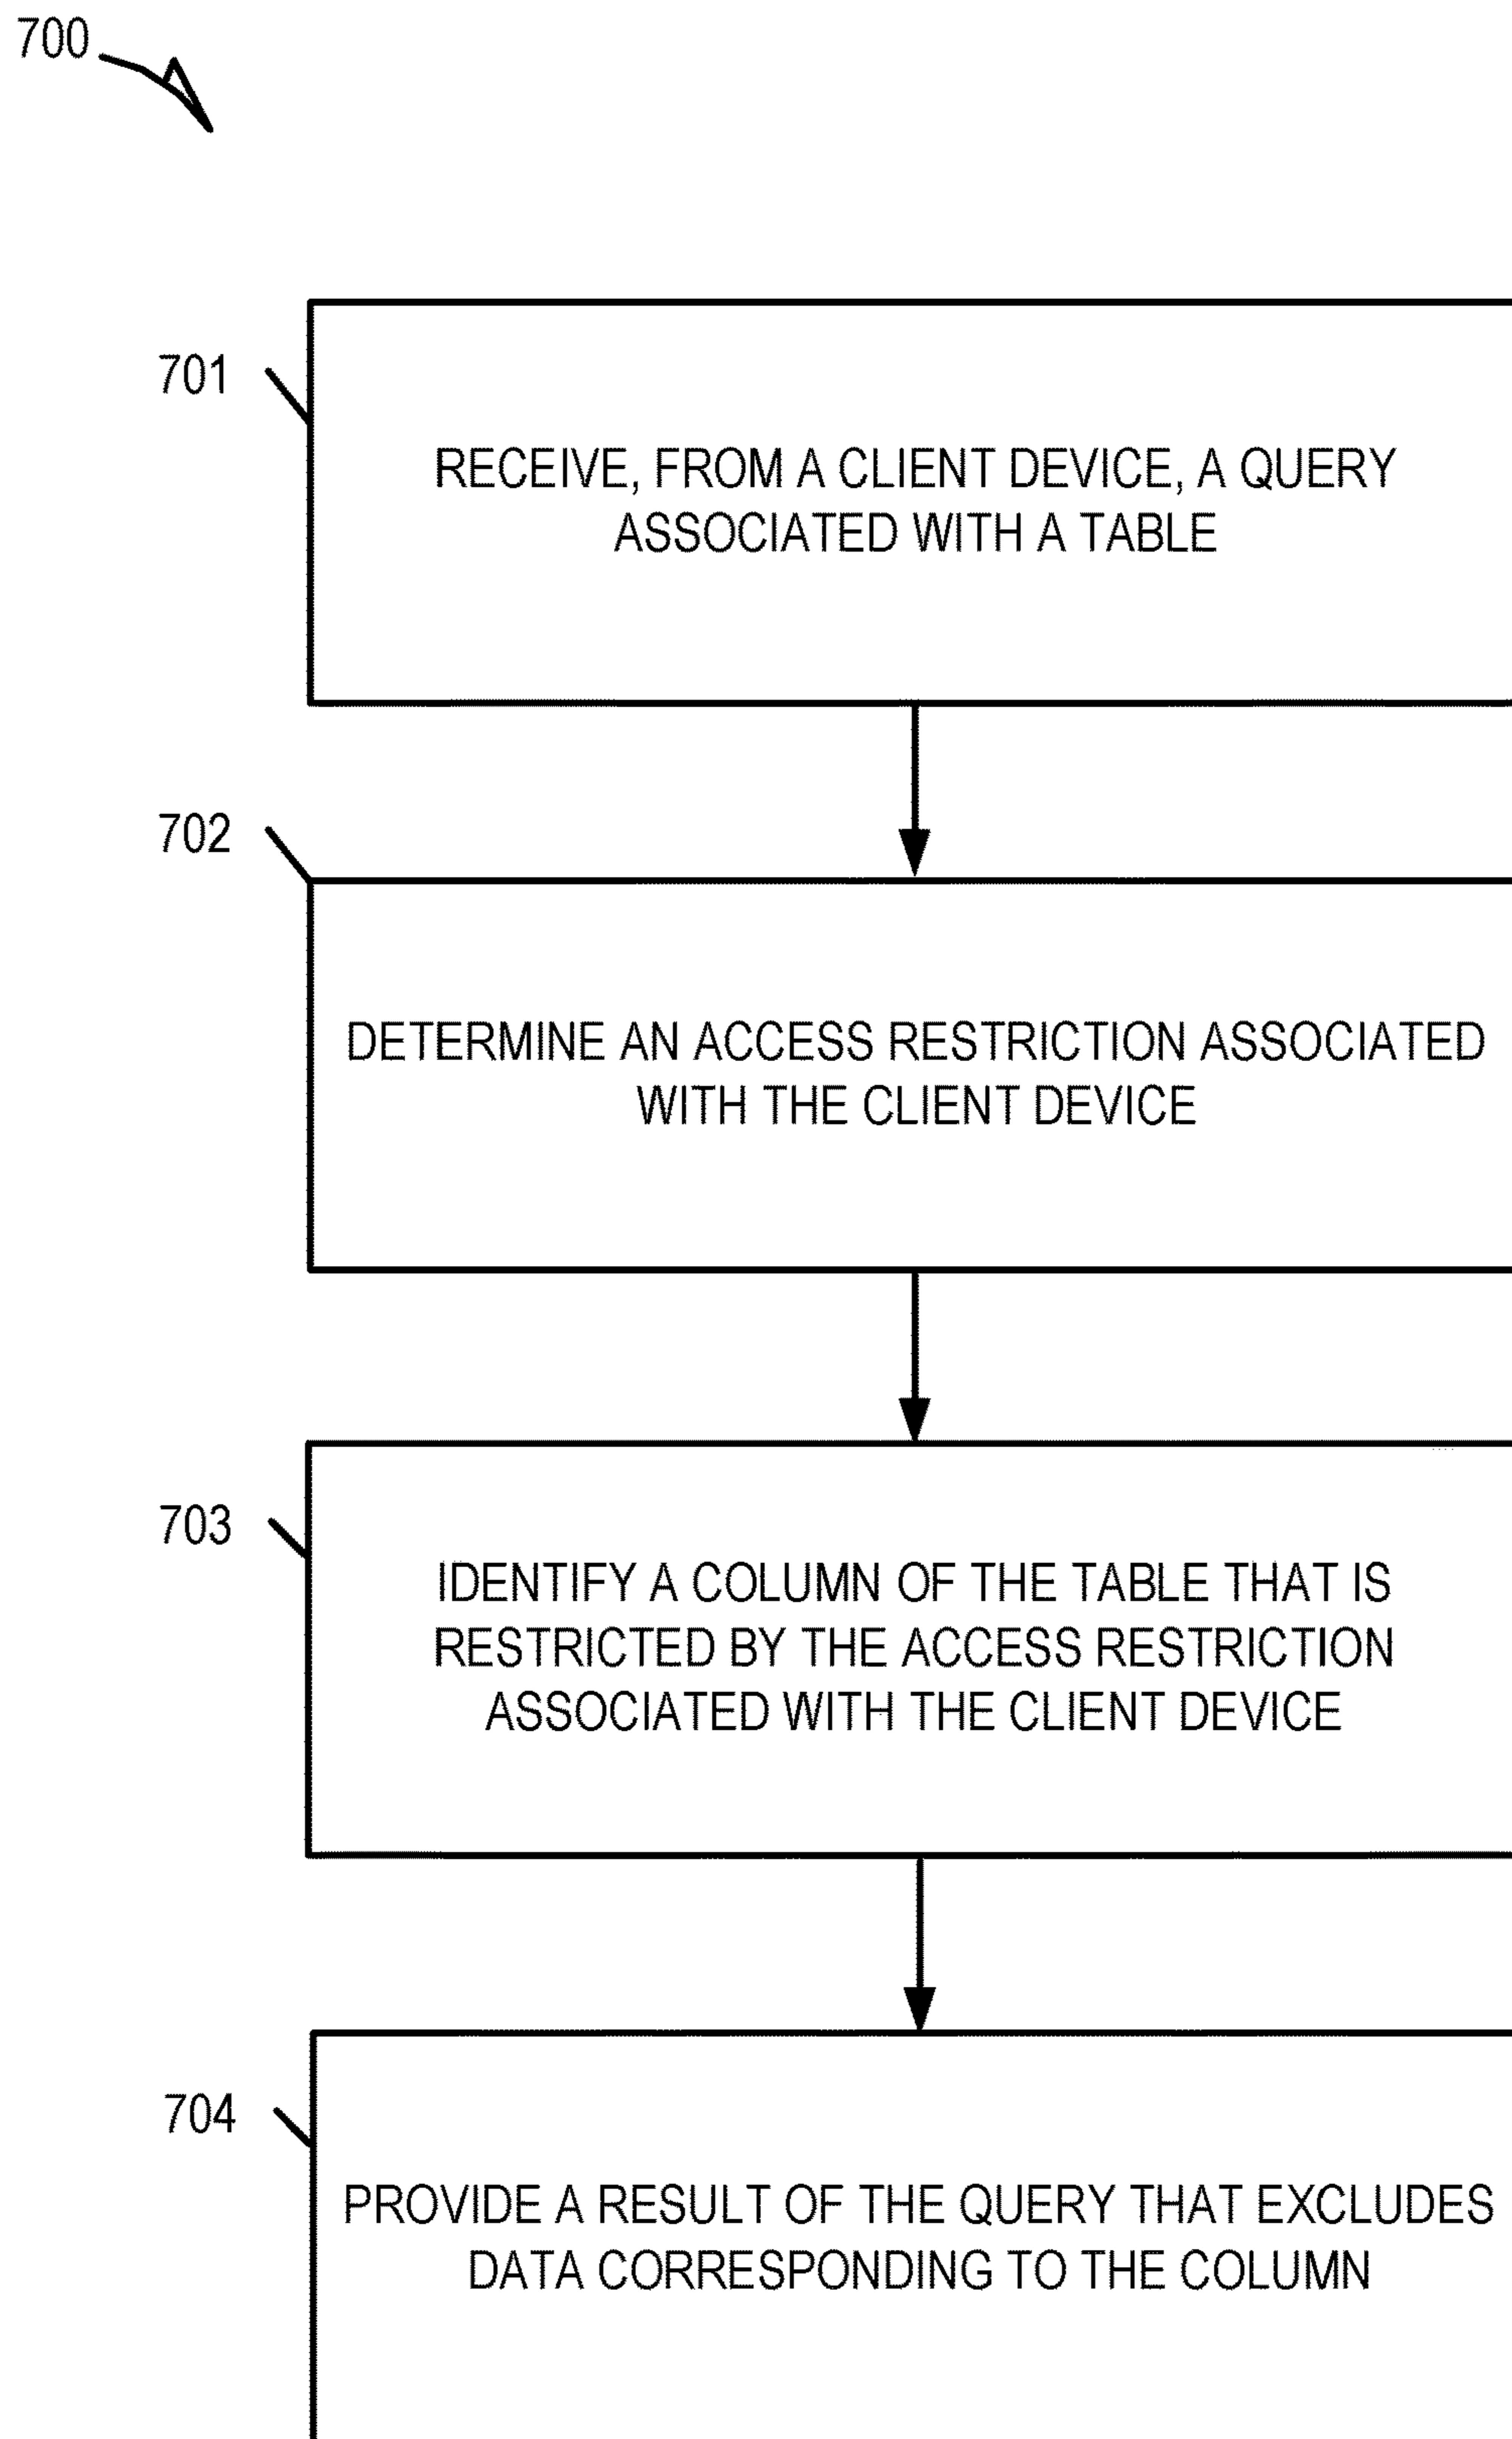 700
701
RECEIVE, FROM A CLIENT DEVICE, A QUERY
ASSOCIATED WITH A TABLE
702
DETERMINE AN ACCESS RESTRICTION ASSOCIATED
WITH THE CLIENT DEVICE
703
IDENTIFY A COLUMN OF THE TABLE THAT IS
RESTRICTED BY THE ACCESS RESTRICTION
ASSOCIATED WITH THE CLIENT DEVICE
704
PROVIDE A RESULT OF THE QUERY THAT EXCLUDES
DATA CORRESPONDING TO THE COLUMN